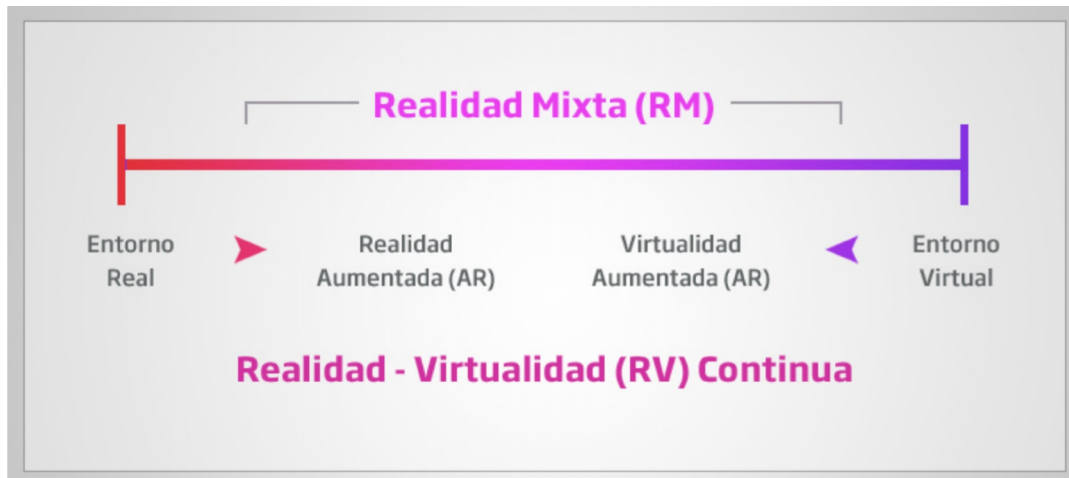 Realidad Mixta (RM)
Entorno
Real
Realidad
Aumentada (AR)
Virtualidad
Aumentada (AR)
Entorno
Virtual
Realidad - Virtualidad (RV) Continua